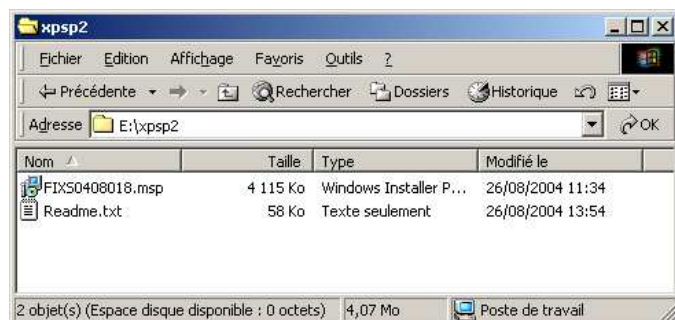 xpsp2
Fichier Edition Affichage Favoris Outils ?
Précédente Rechercher Dossiers Historique
Adresse E:\xpsp2 OK
Nom Taille Type Modifié le
FIXS0408018.msp 4 115 Ko Windows Installer P... 26/08/2004 11:34
Readme.txt 58 Ko Texte seulement 26/08/2004 13:54
2 objet(s) (Espace disque disponible : 0 octets) 4,07 Mo Poste de travail